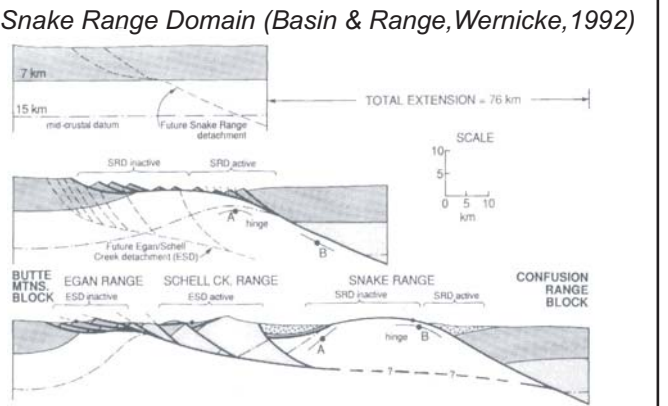 Snake Range Domain (Basin & Range,Wernicke,1992)
7 km
15 km
mid-crustal datum
Future Snake Range
detachment
TOTAL EXTENSION = 76 km
SCALE
10
5
0 5 10
km
SRD inactive SRD active
A
hinge
B
Future Egan/Schell
Creek detachment (ESD)
BUTTE
MTNS.
BLOCK
EGAN RANGE
ESD inactive
SCHELL CK. RANGE
ESD active
SNAKE RANGE
SRD inactive SRD active
CONFUSION
RANGE
BLOCK
A
hinge B
? ?